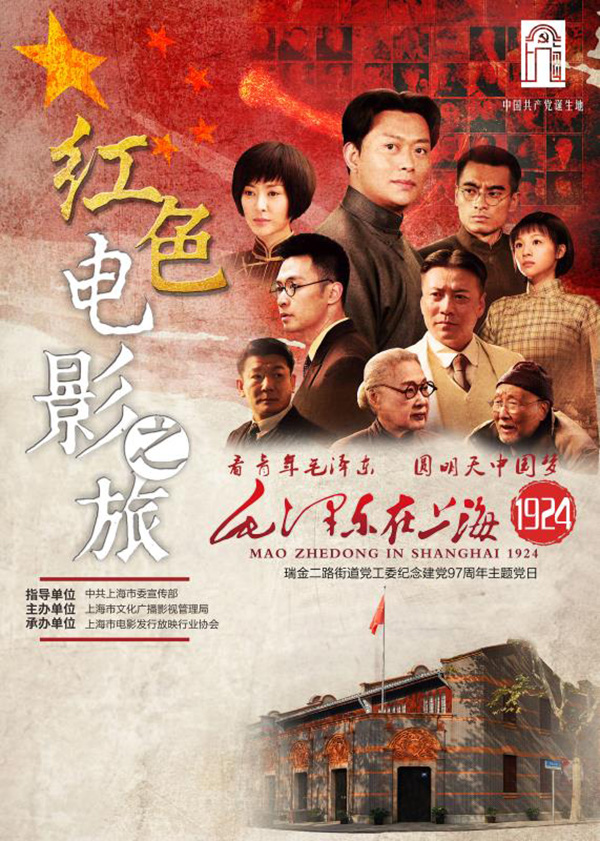 中国共产党诞生地
红色
电影之旅
看青年毛泽东 圆明天中国梦
毛泽东在上海 1924
MAO ZHEDONG IN SHANGHAI 1924
瑞金二路街道党工委纪念建党97周年主题党日
指导单位 中共上海市委宣传部
主办单位 上海市文化广播影视管理局
承办单位 上海市电影发行放映行业协会